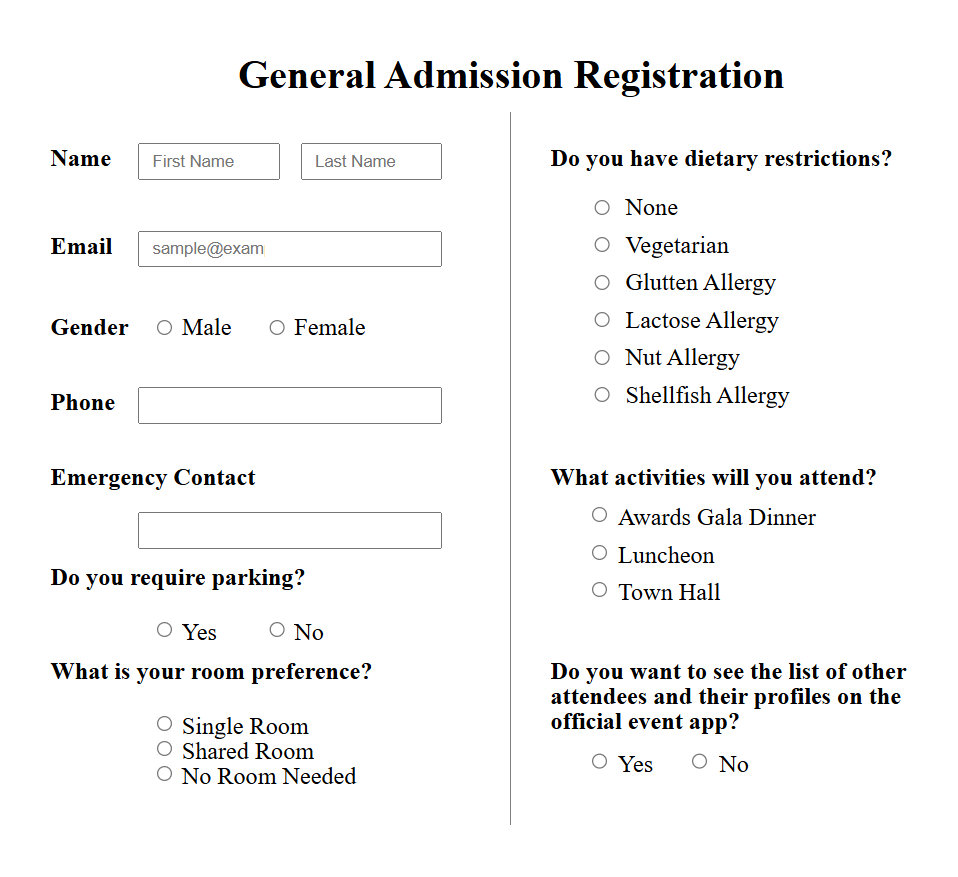 General Admission Registration
Name First Name Last Name
Email sample@exam
Gender Male Female
Phone
Emergency Contact
Do you require parking?
Yes No
What is your room preference?
Single Room
Shared Room
No Room Needed
Do you have dietary restrictions?
None
Vegetarian
Glutten Allergy
Lactose Allergy
Nut Allergy
Shellfish Allergy
What activities will you attend?
Awards Gala Dinner
Luncheon
Town Hall
Do you want to see the list of other
attendees and their profiles on the
official event app?
Yes No